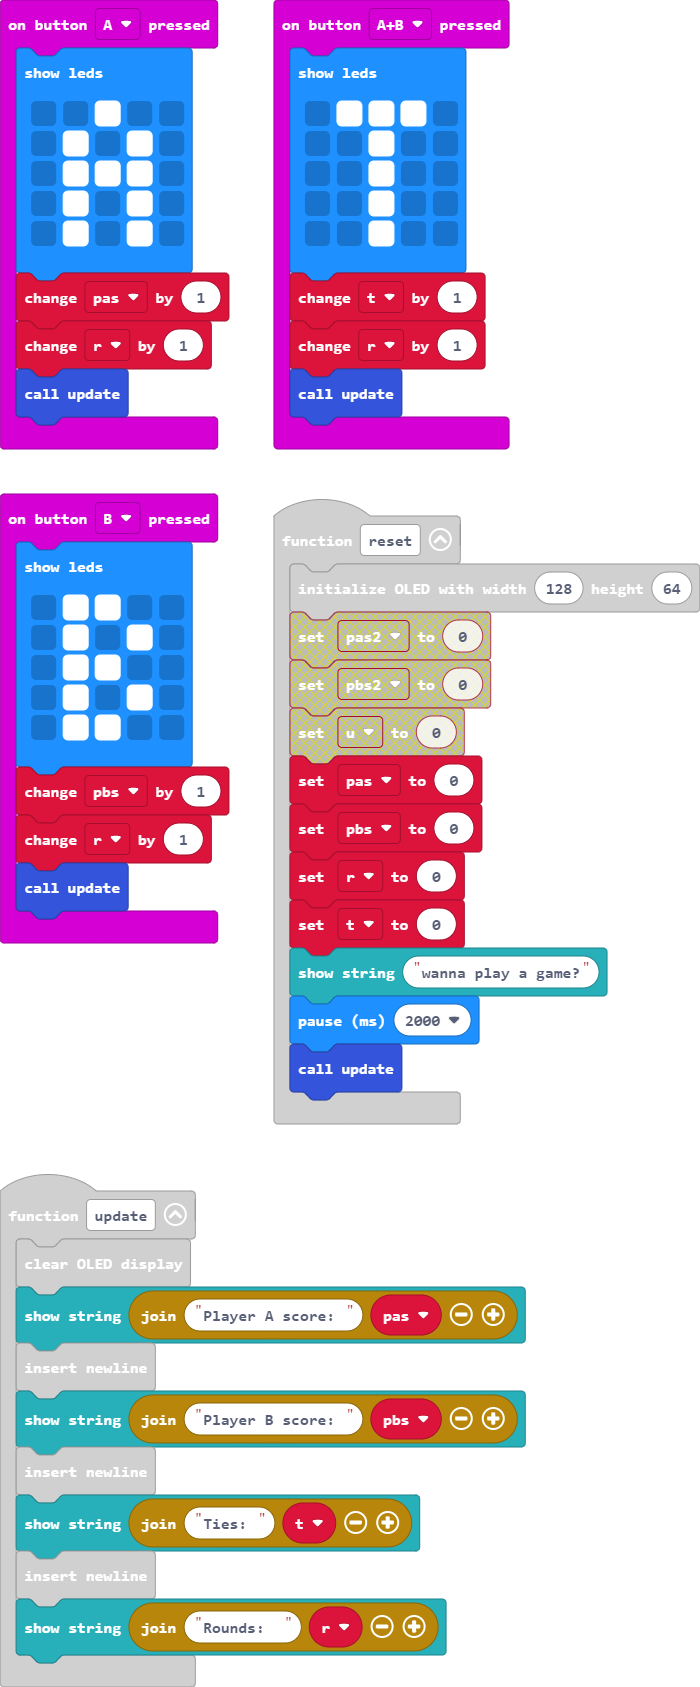 on button A pressed
show leds
change pas by 1
change r by 1
call update
on button A+B pressed
show leds
change t by 1
change r by 1
call update
on button B pressed
show leds
change pbs by 1
change r by 1
call update
function reset
initialize OLED with width 128 height 64
set pas2 to 0
set pbs2 to 0
set u to 0
set pas to 0
set pbs to 0
set r to 0
set t to 0
show string "wanna play a game?"
pause (ms) 2000
call update
function update
clear OLED display
show string join "Player A score: " pas
insert newline
show string join "Player B score: " pbs
insert newline
show string join "Ties: " t
insert newline
show string join "Rounds:  " r